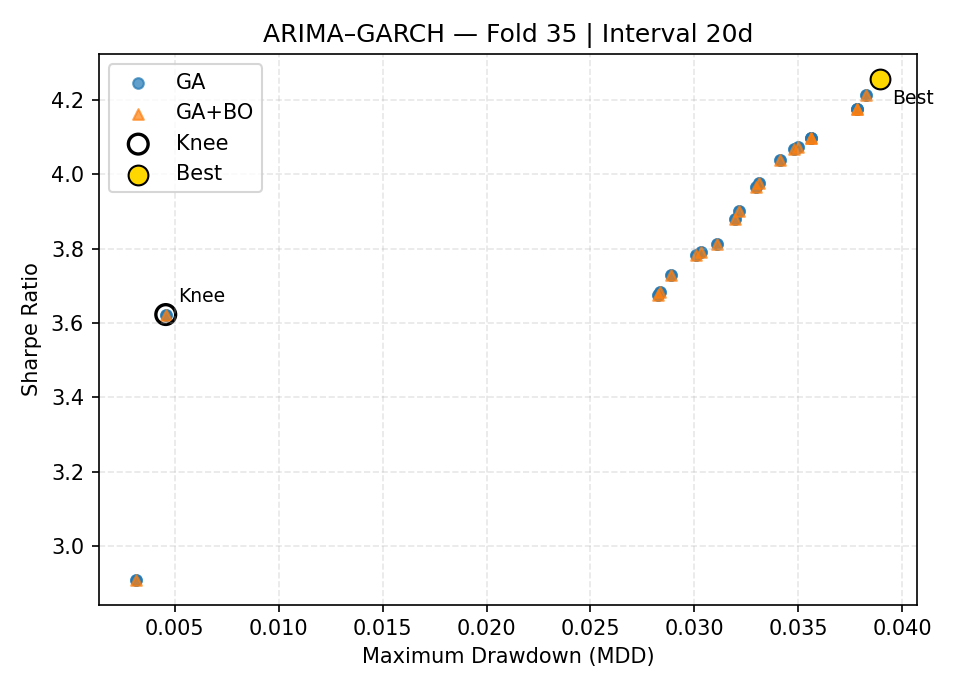 ARIMA–GARCH — Fold 35 | Interval 20d
GA
GA+BO
Knee
Best
Best
Knee
Sharpe Ratio
4.2
4.0
3.8
3.6
3.4
3.2
3.0
0.005
0.010
0.015
0.020
0.025
0.030
0.035
0.040
Maximum Drawdown (MDD)